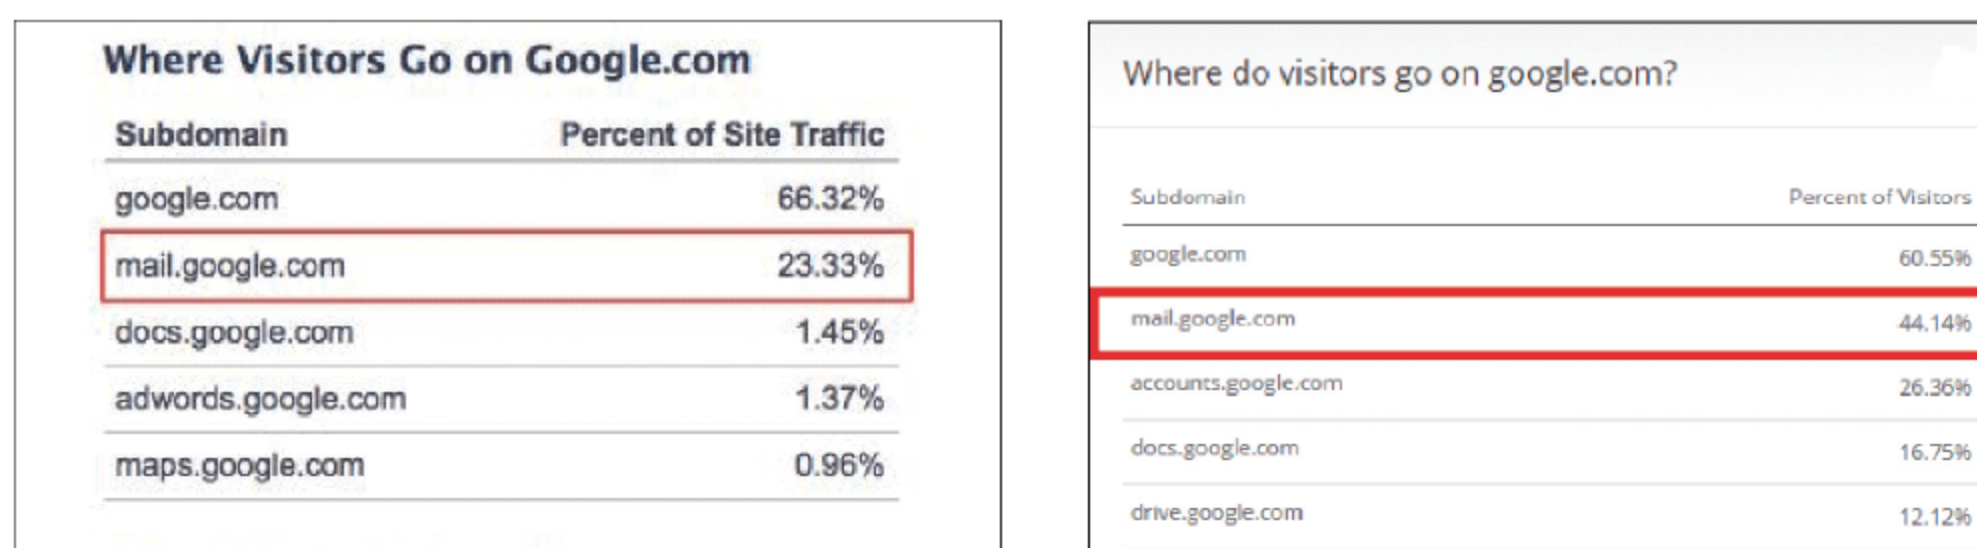 Where Visitors Go on Google.com
Subdomain Percent of Site Traffic
google.com 66.32%
mail.google.com 23.33%
docs.google.com 1.45%
adwords.google.com 1.37%
maps.google.com 0.96%
Where do visitors go on google.com?
Subdomain Percent of Visitors
google.com 60.55%
mail.google.com 44.14%
accounts.google.com 26.36%
docs.google.com 16.75%
drive.google.com 12.12%